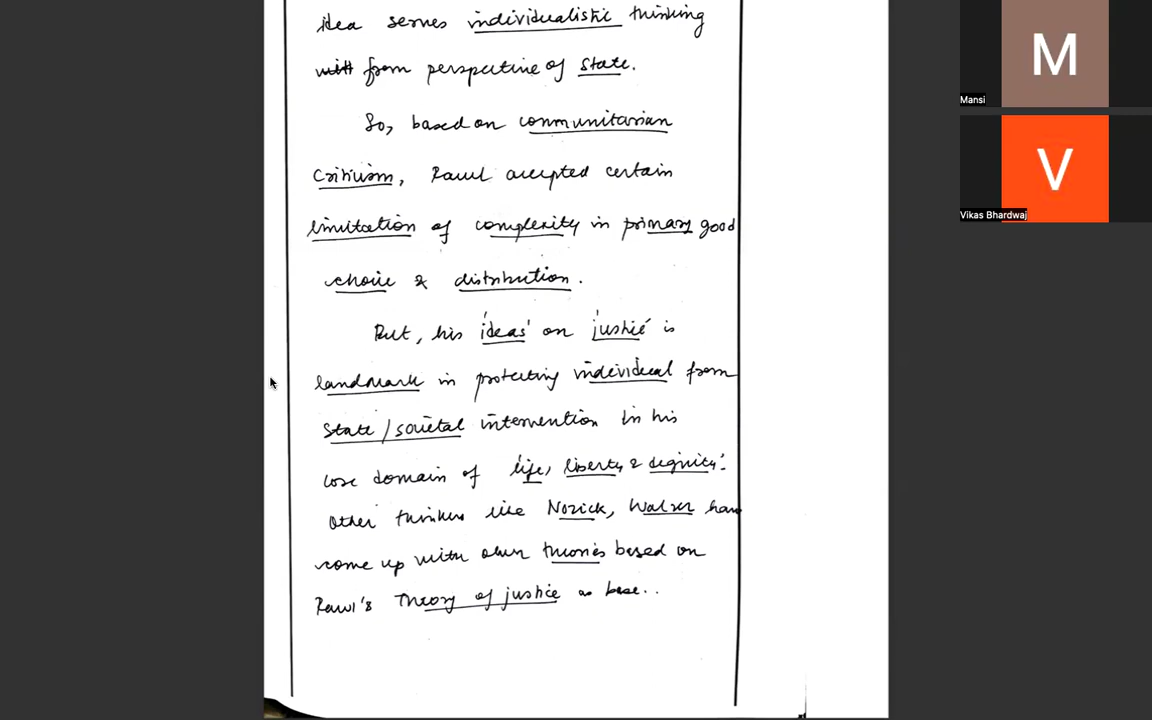 idea serves individualistic thinking
with from perspective of state.
So, based on communitarian
Criticism, Rawl accepted certain
limitation of complexity in primary good
choice & distribution.
But, his 'ideas' on 'justice' is
landmark in protecting individual from
State/societal intervention in his
core domain of 'life, liberty & dignity'.
Other thinkers like Nozick, Walzer have
come up with other theories based on
Rawl's Theory of justice as base..
M
Mansi
V
Vikas Bhardwaj